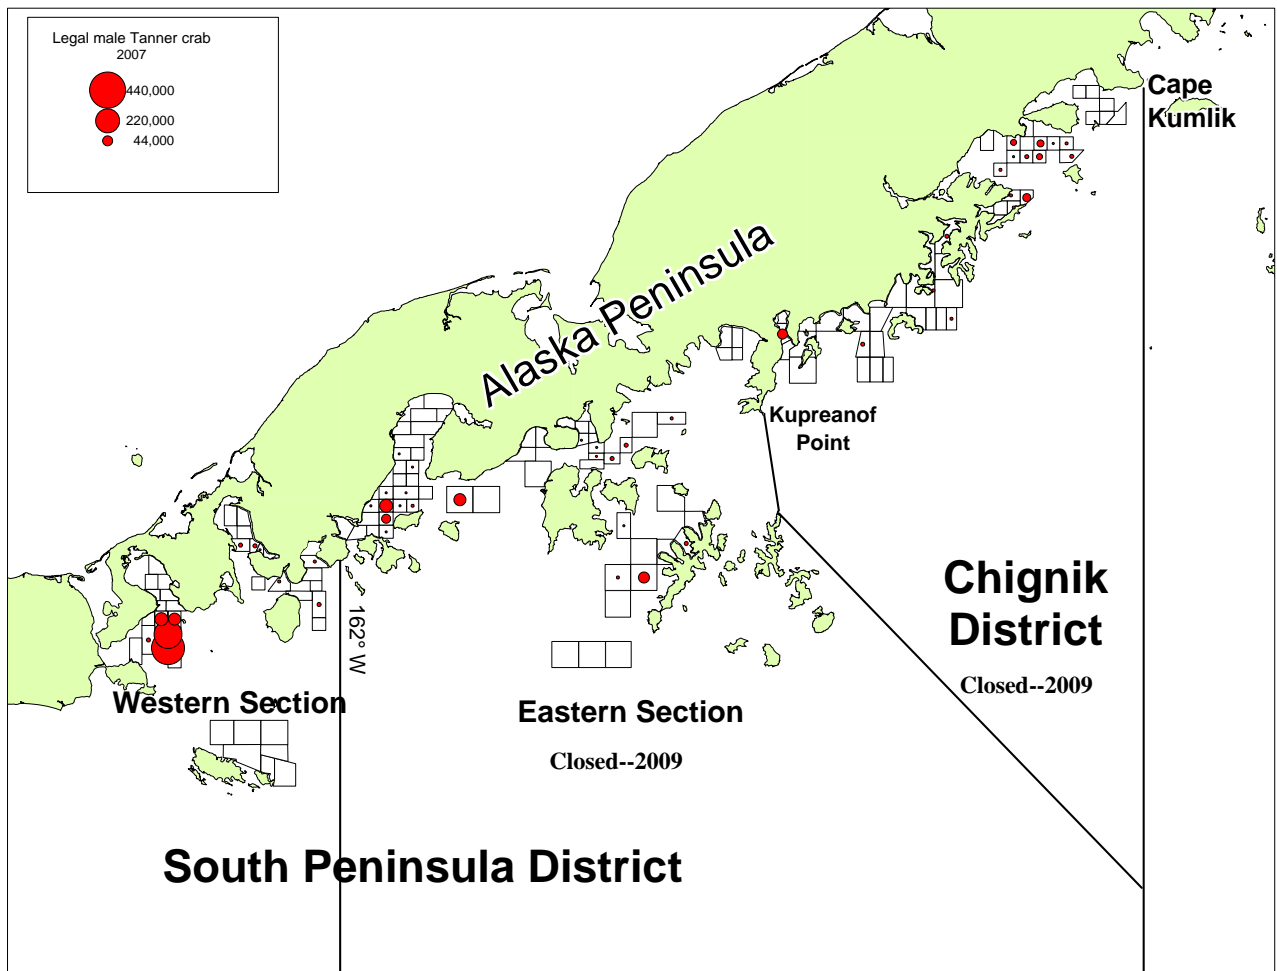 Legal male Tanner crab
2007
440,000
220,000
44,000
Cape
Kumlik
Alaska Peninsula
Kupreanof
Point
Chignik
District
Closed--2009
162° W
Western Section
Eastern Section
Closed--2009
South Peninsula District